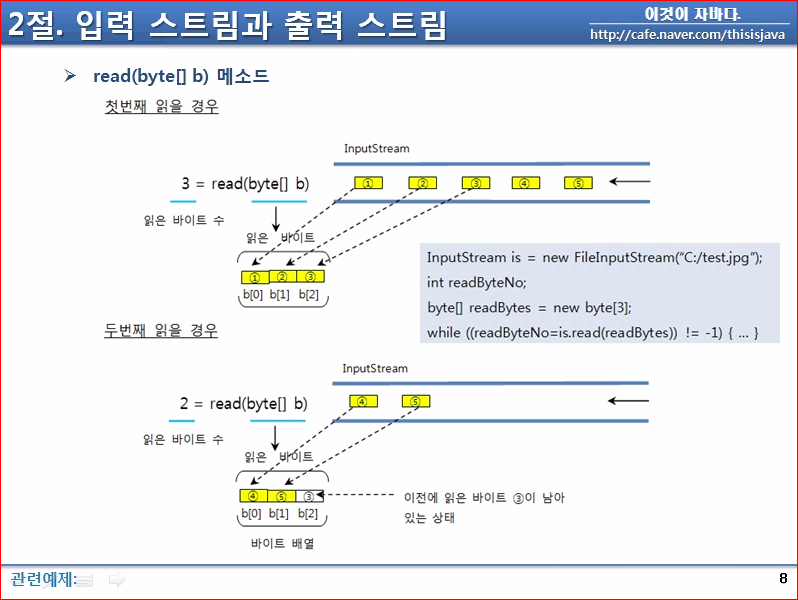 2절. 입력 스트림과 출력 스트림
이것이 자바다.
http://cafe.naver.com/thisisjava
➢ read(byte[] b) 메소드
첫번째 읽을 경우
InputStream
3 = read(byte[] b)
① ② ③ ④ ⑤
읽은 바이트 수
읽은 바이트
① ② ③
b[0] b[1] b[2]
InputStream is = new FileInputStream(“C:/test.jpg”);
int readByteNo;
byte[] readBytes = new byte[3];
while ((readByteNo=is.read(readBytes)) != -1) { ... }
두번째 읽을 경우
InputStream
2 = read(byte[] b)
④ ⑤
읽은 바이트 수
읽은 바이트
④ ⑤ ③
이전에 읽은 바이트 ③이 남아
있는 상태
b[0] b[1] b[2]
바이트 배열
관련예제:
8